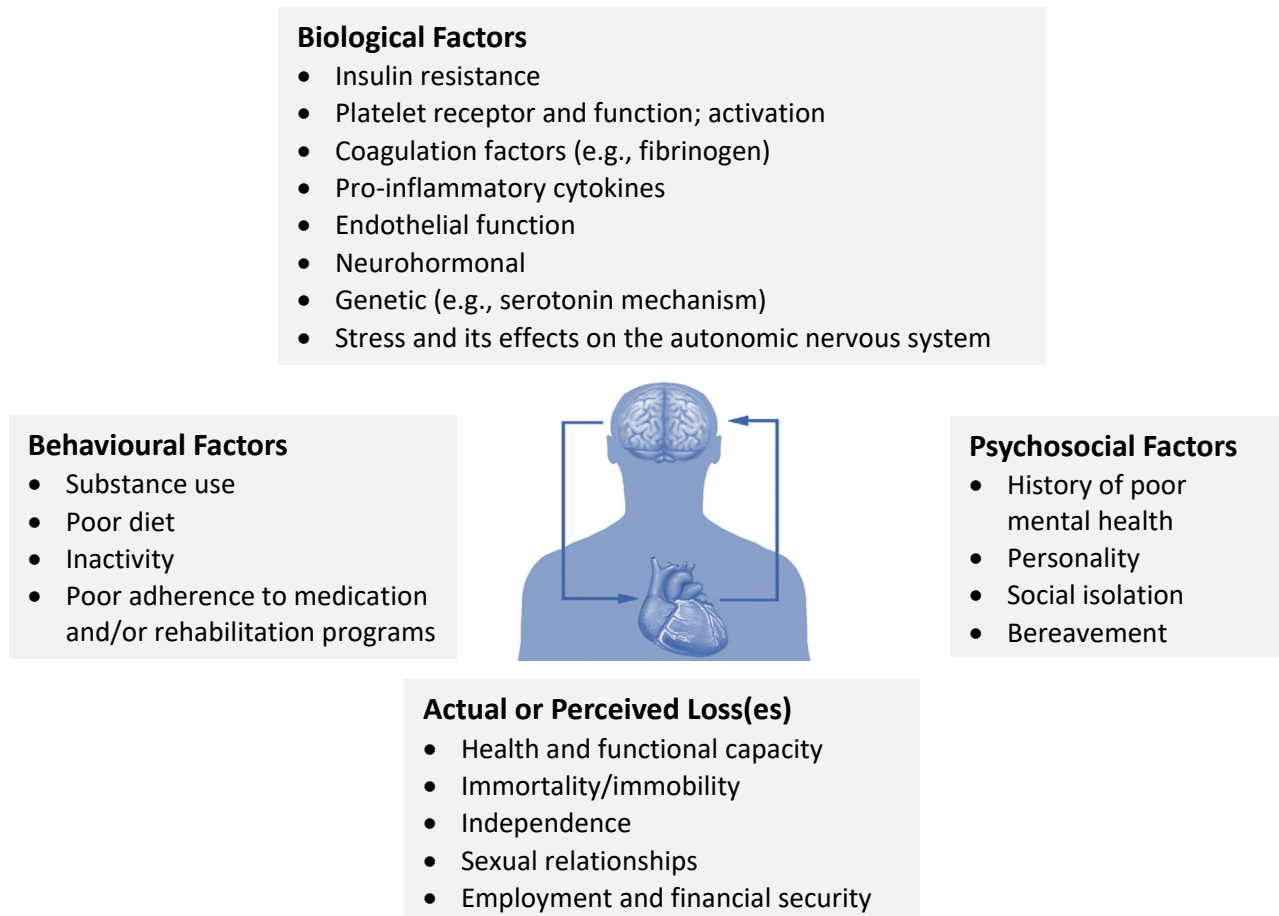 Biological Factors
• Insulin resistance
• Platelet receptor and function; activation
• Coagulation factors (e.g., fibrinogen)
• Pro-inflammatory cytokines
• Endothelial function
• Neurohormonal
• Genetic (e.g., serotonin mechanism)
• Stress and its effects on the autonomic nervous system
Behavioural Factors
• Substance use
• Poor diet
• Inactivity
• Poor adherence to medication
and/or rehabilitation programs
Psychosocial Factors
• History of poor
mental health
• Personality
• Social isolation
• Bereavement
Actual or Perceived Loss(es)
• Health and functional capacity
• Immortality/immobility
• Independence
• Sexual relationships
• Employment and financial security